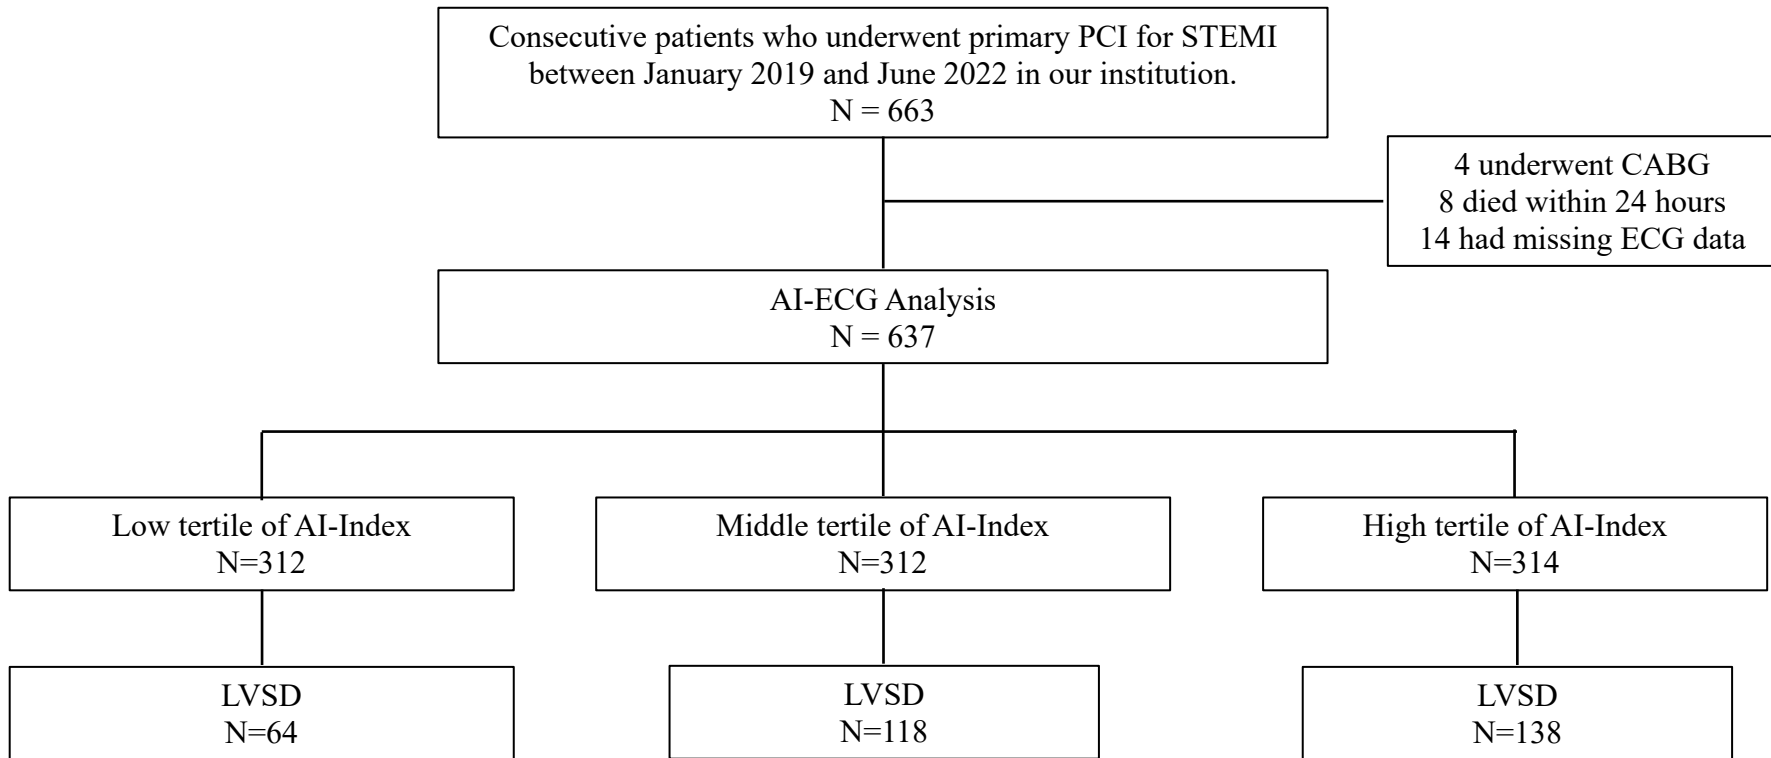 Consecutive patients who underwent primary PCI for STEMI
between January 2019 and June 2022 in our institution.
N = 663
4 underwent CABG
8 died within 24 hours
14 had missing ECG data
AI-ECG Analysis
N = 637
Low tertile of AI-Index
N=312
Middle tertile of AI-Index
N=312
High tertile of AI-Index
N=314
LVSD
N=64
LVSD
N=118
LVSD
N=138